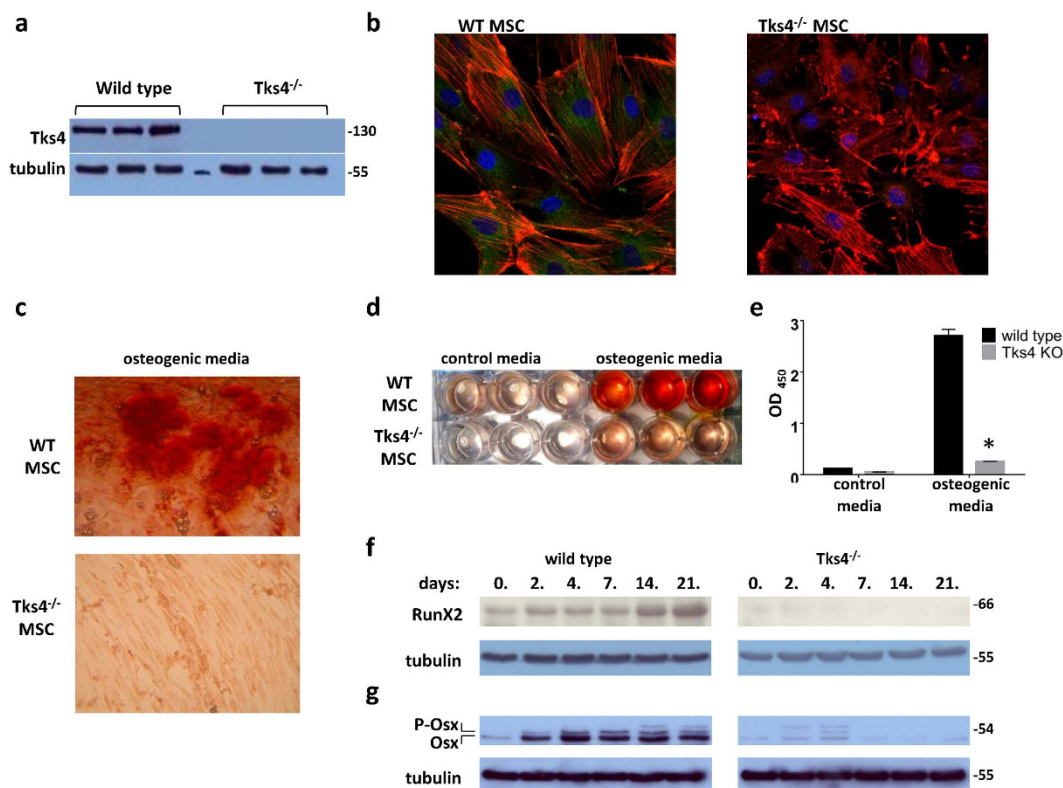 a
Wild type Tks4-/-
Tks4 -130
tubulin -55
b
WT MSC Tks4-/- MSC
c
osteogenic media
WT
MSC
Tks4-/-
MSC
d
control media osteogenic media
WT
MSC
Tks4-/-
MSC
e
3
2
1
0
OD 450
wild type
Tks4 KO
*
control
media
osteogenic
media
f
wild type Tks4-/-
days: 0. 2. 4. 7. 14. 21. 0. 2. 4. 7. 14. 21.
RunX2 -66
tubulin -55
g
P-Osx -54
Osx
tubulin -55